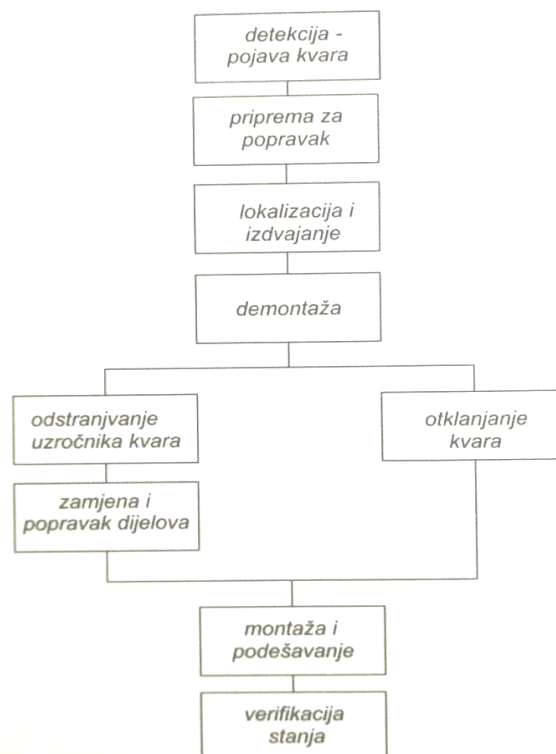 detekcija -
pojava kvara
priprema za
popravak
lokalizacija i
izdvajanje
demontaža
odstranjvanje
uzročnika kvara
otklanjanje
kvara
zamjena i
popravak dijelova
montaža i
podešavanje
verifikacija
stanja